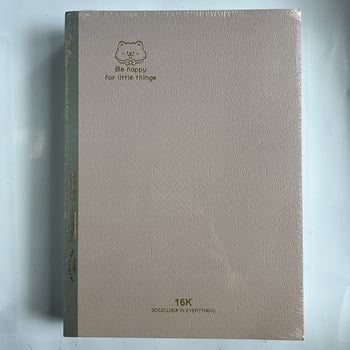 Be happy
for little things
16K
GOOD LUCK IN EVERYTHING